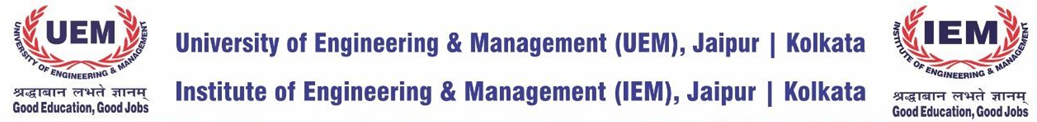 UEM
UNIVERSITY OF ENGINEERING & MANAGEMENT
श्रद्धाबान लभते ज्ञानम्
Good Education, Good Jobs
University of Engineering & Management (UEM), Jaipur | Kolkata
Institute of Engineering & Management (IEM), Jaipur | Kolkata
IEM
INSTITUTE OF ENGINEERING & MANAGEMENT
श्रद्धाबान लभते ज्ञानम्
Good Education, Good Jobs